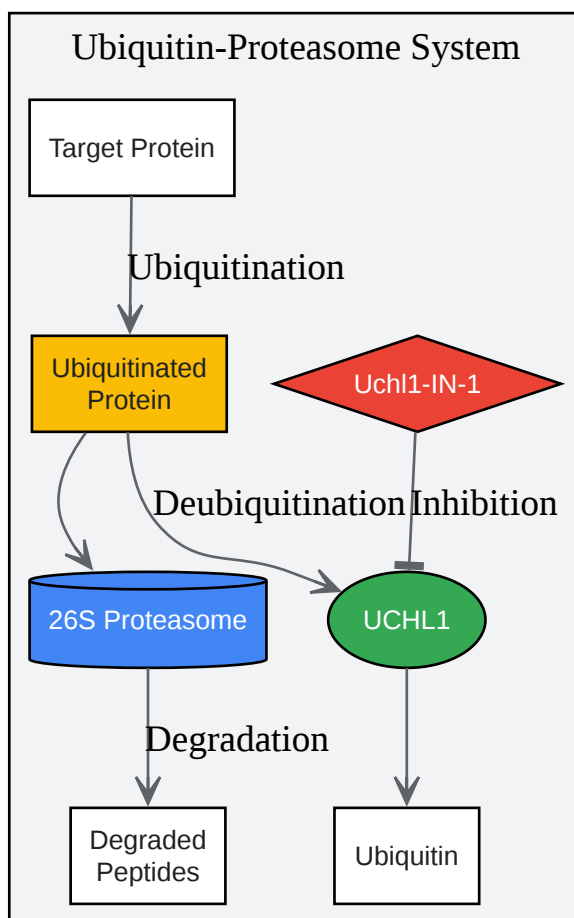 Ubiquitin-Proteasome System
Target Protein
Ubiquitination
Ubiquitinated
Protein
Uchl1-IN-1
Deubiquitination
Inhibition
26S Proteasome
UCHL1
Degradation
Degraded
Peptides
Ubiquitin